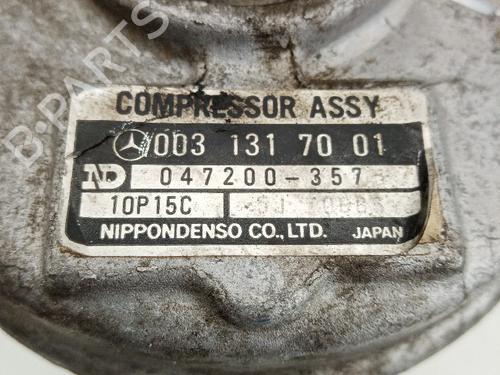 COMPRESSOR ASSY
003 131 70 01
ND 047200-357
10P15C
NIPPONDENSO CO., LTD. JAPAN
B-PARTS